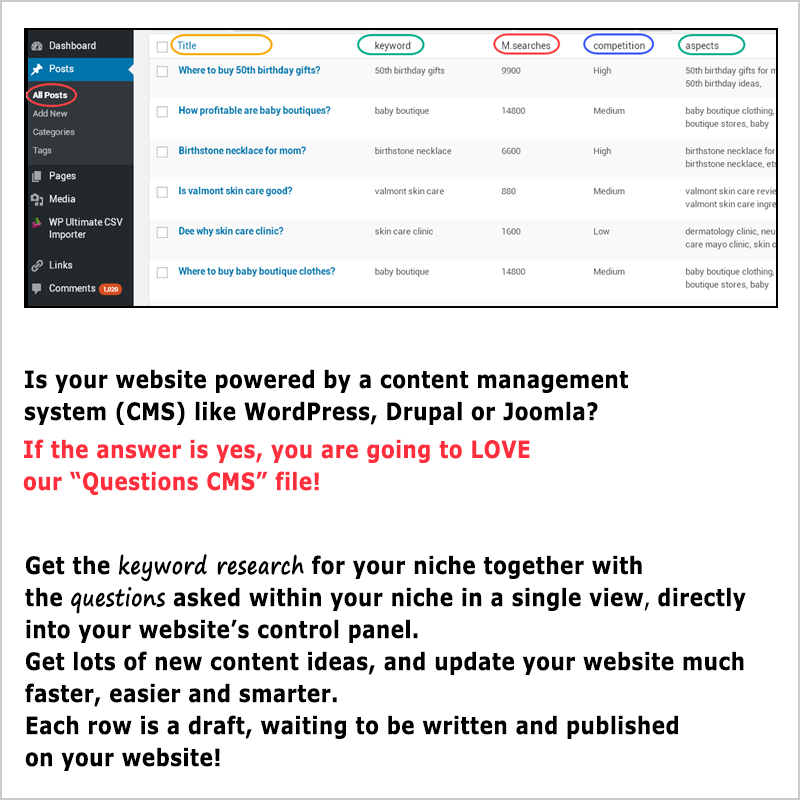 Dashboard
Posts
All Posts
Add New
Categories
Tags
Pages
Media
WP Ultimate CSV
Importer
Links
Comments 1,020
Title keyword M.searches competition aspects
Where to buy 50th birthday gifts? 50th birthday gifts 9900 High 50th birthday gifts for
50th birthday ideas,
How profitable are baby boutiques? baby boutique 14800 Medium baby boutique clothing,
boutique stores, baby
Birthstone necklace for mom? birthstone necklace 6600 High birthstone necklace for
birthstone necklace, ets
Is valmont skin care good? valmont skin care 880 Medium valmont skin care revie
valmont skin care ingre
Dee why skin care clinic? skin care clinic 1600 Low dermatology clinic, neu
care mayo clinic, skin c
Where to buy baby boutique clothes? baby boutique 14800 Medium baby boutique clothing,
boutique stores, baby
Is your website powered by a content management
system (CMS) like WordPress, Drupal or Joomla?
If the answer is yes, you are going to LOVE
our “Questions CMS” file!
Get the keyword research for your niche together with
the questions asked within your niche in a single view, directly
into your website’s control panel.
Get lots of new content ideas, and update your website much
faster, easier and smarter.
Each row is a draft, waiting to be written and published
on your website!